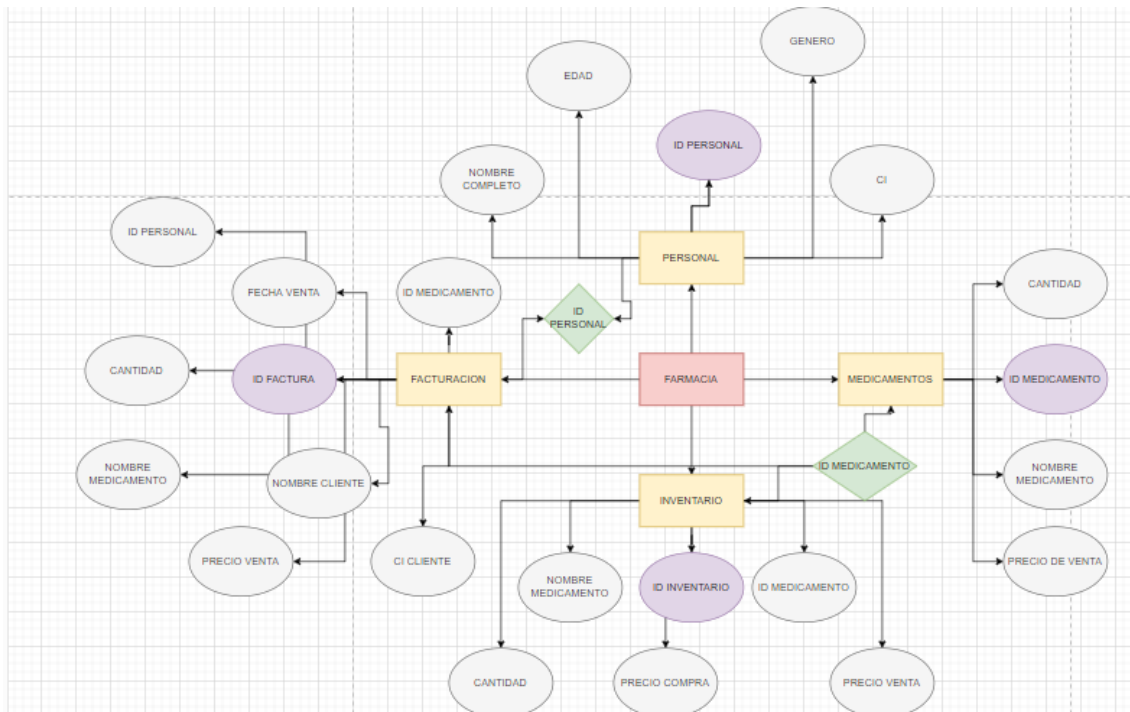 GENERO
EDAD
ID PERSONAL
NOMBRE
COMPLETO
CI
ID PERSONAL
PERSONAL
CANTIDAD
FECHA VENTA
ID MEDICAMENTO
ID
PERSONAL
CANTIDAD
ID FACTURA
FACTURACION
FARMACIA
MEDICAMENTOS
ID MEDICAMENTO
NOMBRE
MEDICAMENTO
NOMBRE CLIENTE
ID MEDICAMENTO
NOMBRE
MEDICAMENTO
INVENTARIO
PRECIO VENTA
CI CLIENTE
NOMBRE
MEDICAMENTO
ID INVENTARIO
ID MEDICAMENTO
PRECIO DE VENTA
CANTIDAD
PRECIO COMPRA
PRECIO VENTA